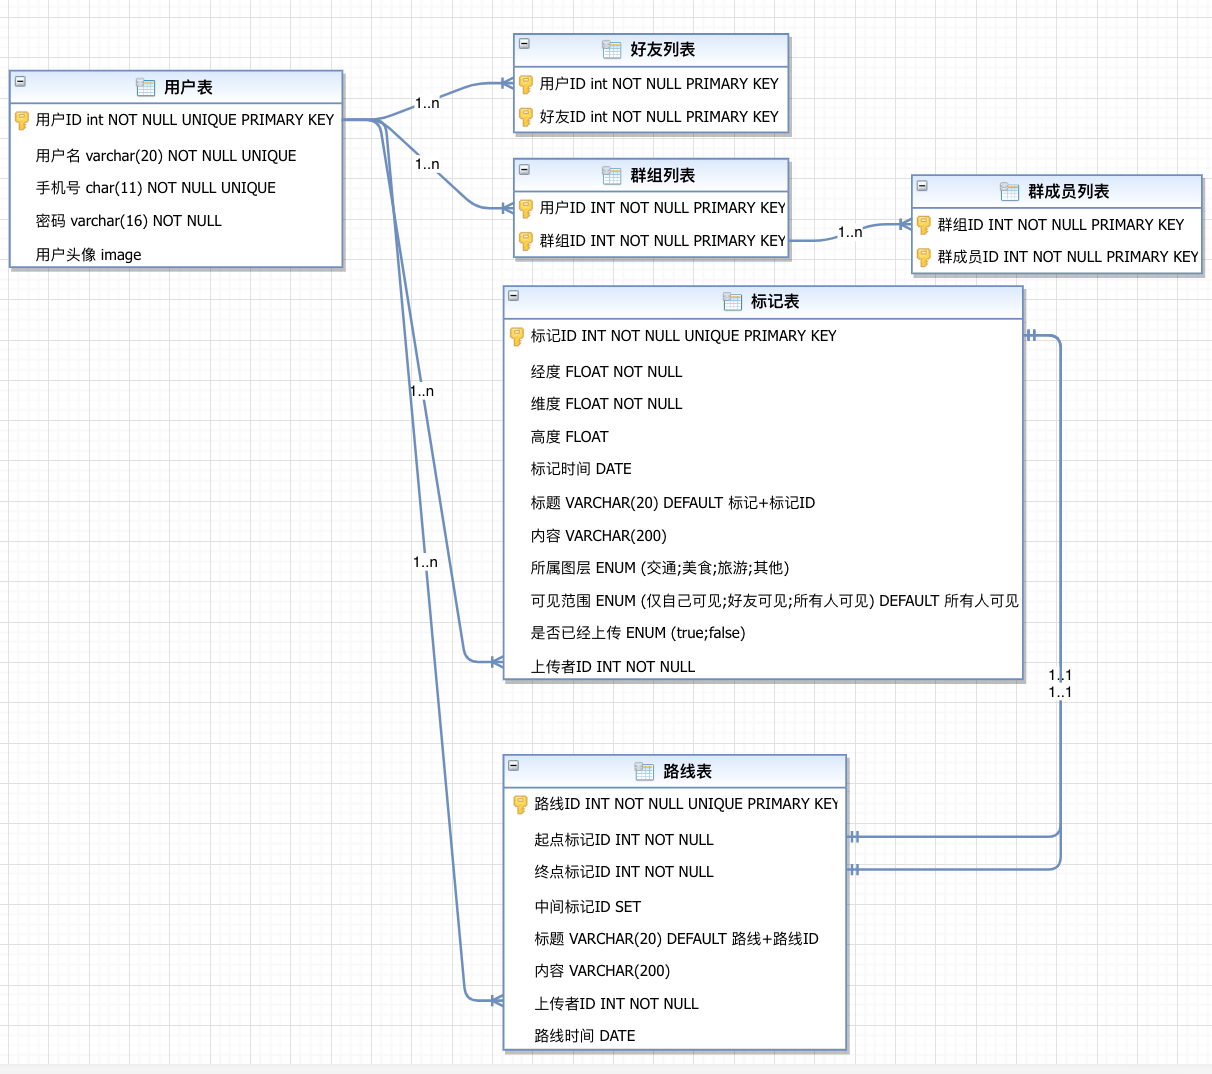 用户表
用户ID int NOT NULL UNIQUE PRIMARY KEY
用户名 varchar(20) NOT NULL UNIQUE
手机号 char(11) NOT NULL UNIQUE
密码 varchar(16) NOT NULL
用户头像 image
1..n
1..n
1..n
1..n
好友列表
用户ID int NOT NULL PRIMARY KEY
好友ID int NOT NULL PRIMARY KEY
群组列表
用户ID INT NOT NULL PRIMARY KEY
群组ID INT NOT NULL PRIMARY KEY
1..n
群成员列表
群组ID INT NOT NULL PRIMARY KEY
群成员ID INT NOT NULL PRIMARY KEY
标记表
标记ID INT NOT NULL UNIQUE PRIMARY KEY
经度 FLOAT NOT NULL
维度 FLOAT NOT NULL
高度 FLOAT
标记时间 DATE
标题 VARCHAR(20) DEFAULT 标记+标记ID
内容 VARCHAR(200)
所属图层 ENUM (交通;美食;旅游;其他)
可见范围 ENUM (仅自己可见;好友可见;所有人可见) DEFAULT 所有人可见
是否已经上传 ENUM (true;false)
上传者ID INT NOT NULL
1..1
1..1
路线表
路线ID INT NOT NULL UNIQUE PRIMARY KEY
起点标记ID INT NOT NULL
终点标记ID INT NOT NULL
中间标记ID SET
标题 VARCHAR(20) DEFAULT 路线+路线ID
内容 VARCHAR(200)
上传者ID INT NOT NULL
路线时间 DATE